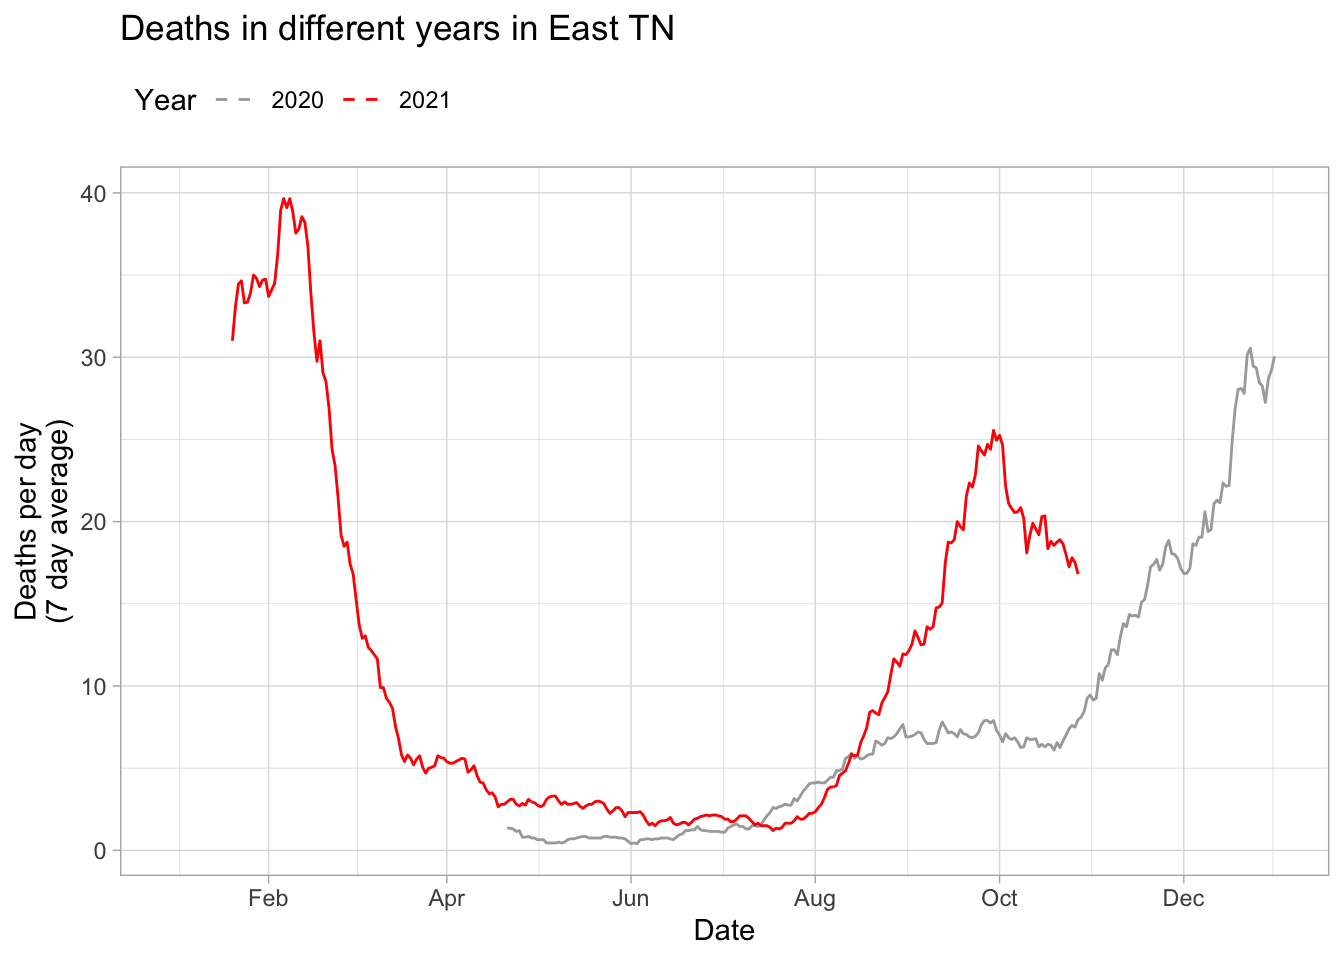 Deaths in different years in East TN
Year 2020 2021
40
30
20
10
0
Deaths per day
(7 day average)
Feb Apr Jun Aug Oct Dec
Date